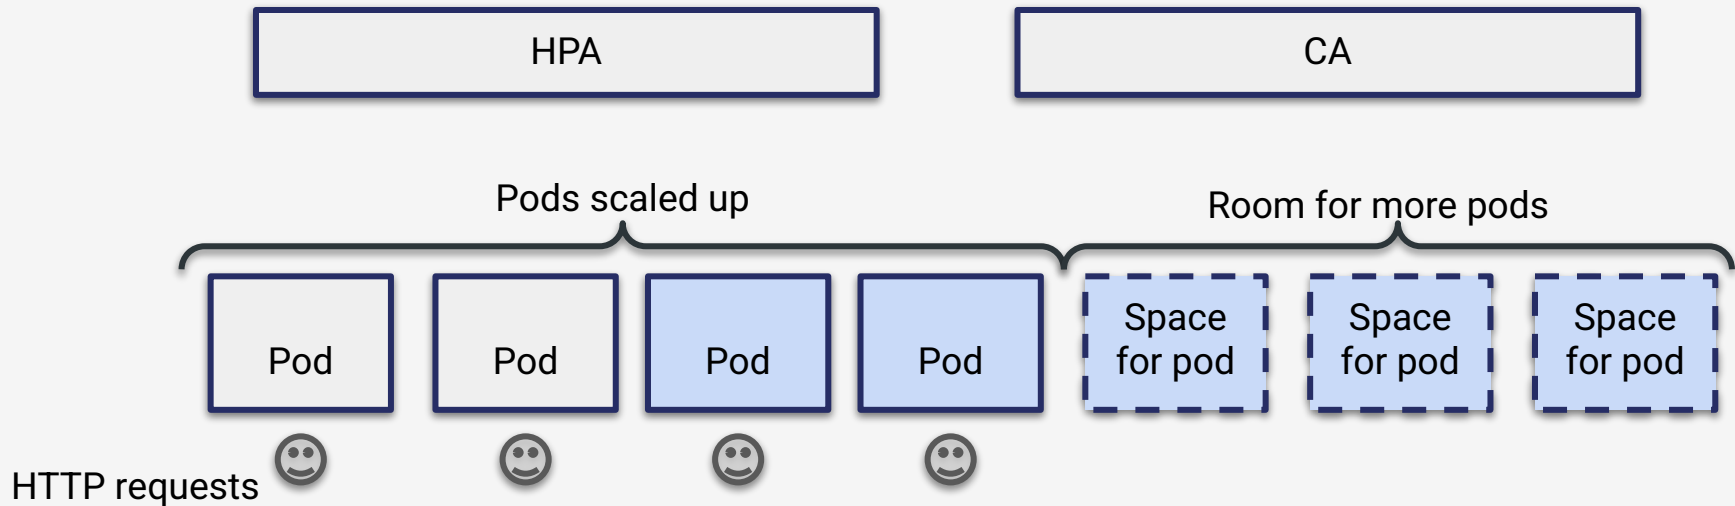 HPA
CA
Pods scaled up
Room for more pods
Pod
Pod
Pod
Pod
Space
for pod
Space
for pod
Space
for pod
HTTP requests